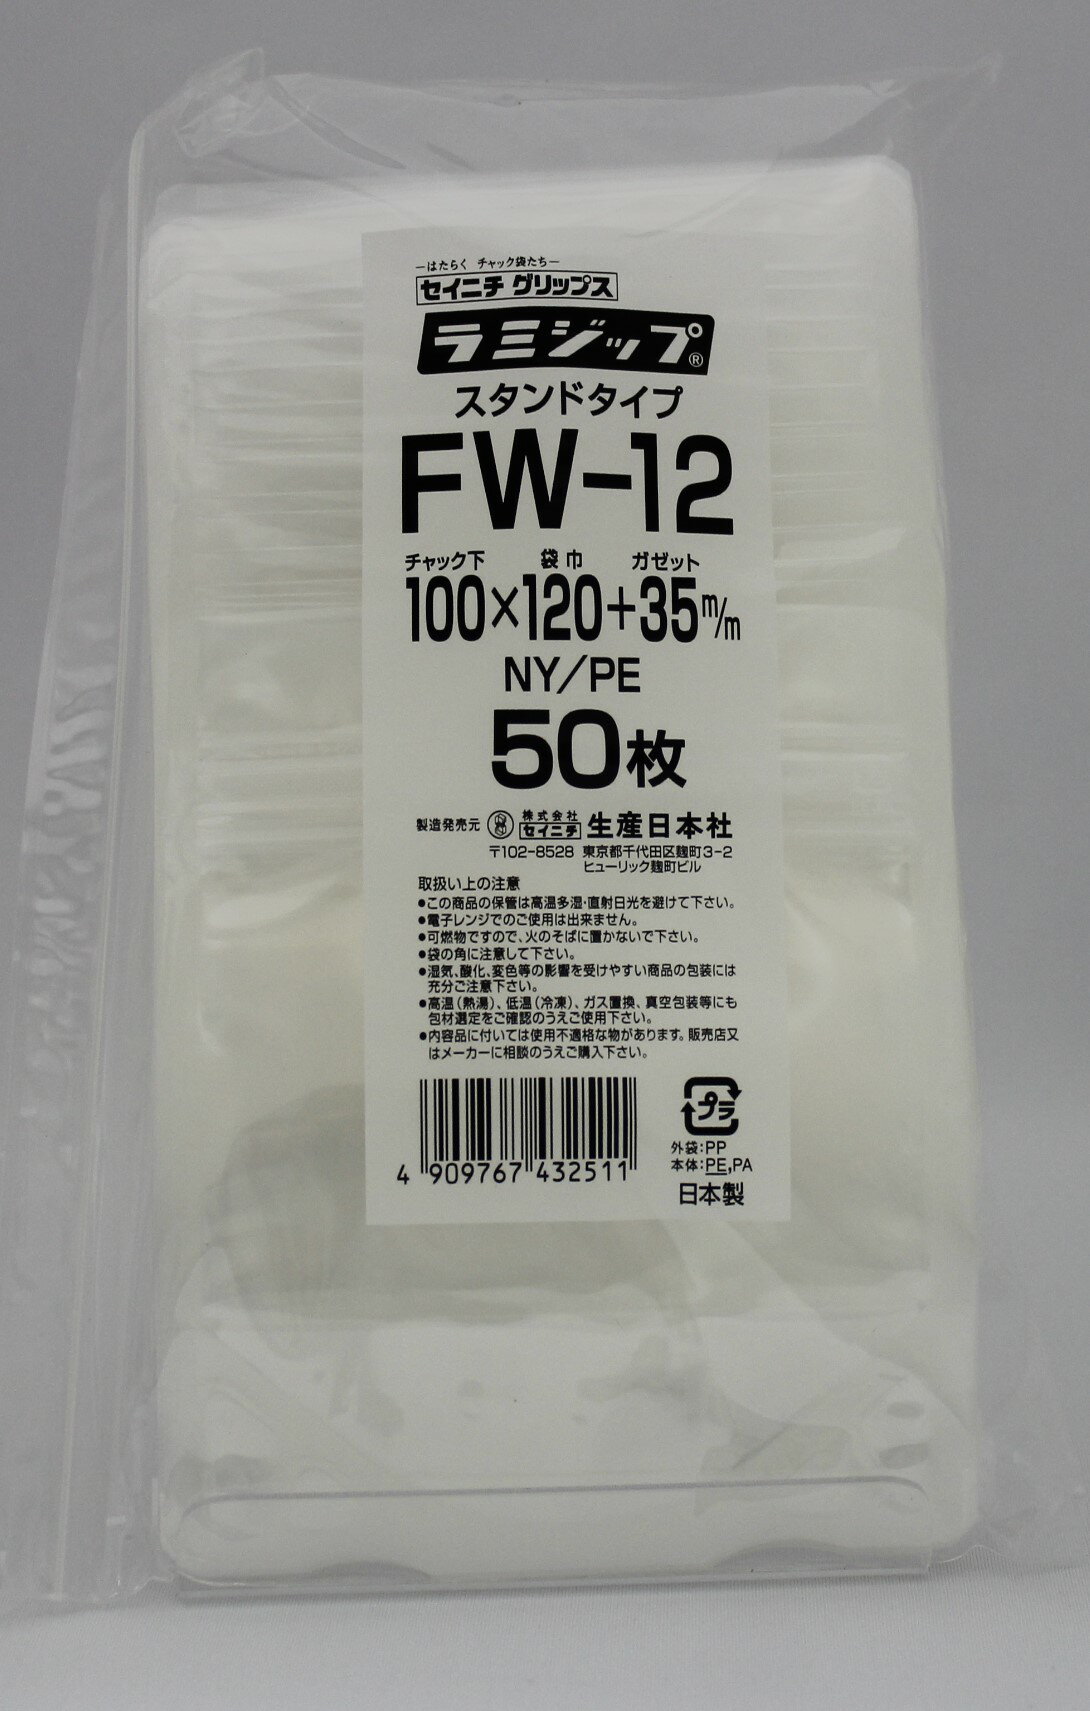 ―はたらく チャック袋たち―
セイニチ グリップス
ラミジップ®
スタンドタイプ
FW-12
チャック下 袋巾 ガゼット
100×120+35m/m
NY/PE
50枚
製造発売元 株式会社 セイニチ 生産日本社
〒102-8528 東京都千代田区麹町3-2
ヒューリック麹町ビル
取扱い上の注意
●この商品の保管は高温多湿・直射日光を避けて下さい。
●電子レンジでのご使用は出来ません。
●可燃物ですので、火のそばに置かないで下さい。
●袋の角に注意して下さい。
●湿気、酸化、変色等の影響を受けやすい商品の包装には
充分ご注意下さい。
●高温(熱湯)、低温(冷凍)、ガス置換、真空包装等にも
包材選定をご確認のうえご使用下さい。
●内容品に付いては使用不適格な物があります。販売店又
はメーカーに相談のうえご購入下さい。
プラ
外袋:PP
本体:PE,PA
日本製
4 909767 432511